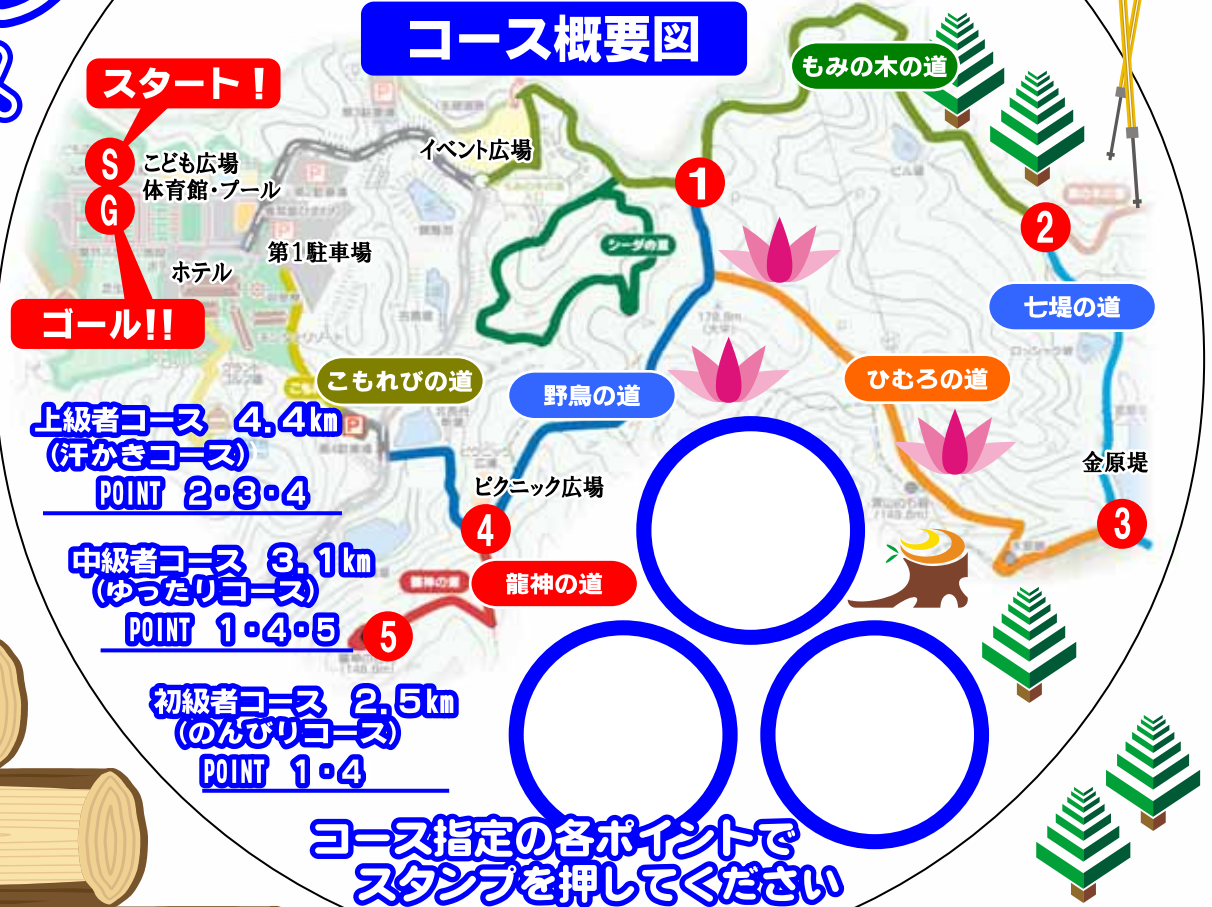 コース概要図
もみの木の道
スタート！
S
こども広場
体育館・プール
G
イベント広場
1
2
シーダの道
第1駐車場
ホテル
ゴール!!
七堤の道
こもれびの道
野鳥の道
ひむろの道
上級者コース　4.4km
（汗かきコース）
POINT　2・3・4
金原堤
ピクニック広場
4
3
中級者コース　3.1km
（ゆったりコース）
POINT　1・4・5
龍神の道
龍神の道
5
初級者コース　2.5km
（のんびりコース）
POINT　1・4
コース指定の各ポイントで
スタンプを押してください